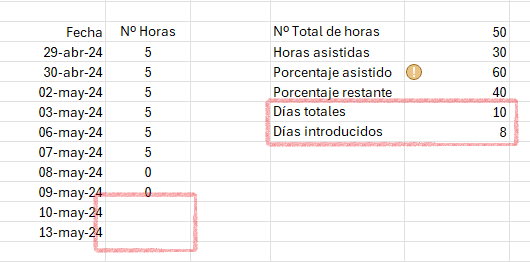 Fecha Nº Horas Nº Total de horas 50
29-abr-24 5 Horas asistidas 30
30-abr-24 5 Porcentaje asistido ! 60
02-may-24 5 Porcentaje restante 40
03-may-24 5 Días totales 10
06-may-24 5 Días introducidos 8
07-may-24 5
08-may-24 0
09-may-24 0
10-may-24
13-may-24